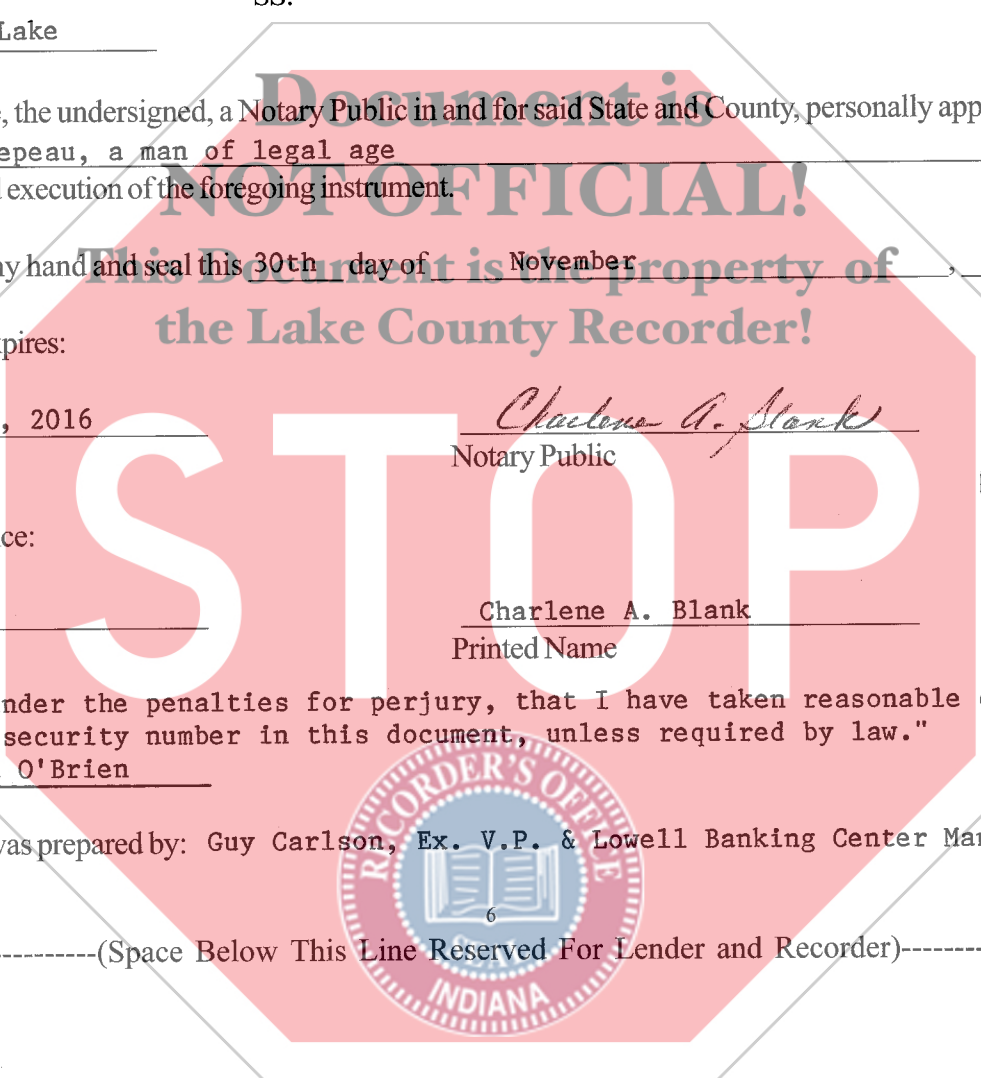 ss.
Lake
, the undersigned, a Notary Public in and for said State and County, personally app
epeau, a man of legal age
execution of the foregoing instrument.
y hand and seal this 30th day of November ,
pires:
, 2016
Charlene A. Blank
Notary Public
ce:
Charlene A. Blank
Printed Name
nder the penalties for perjury, that I have taken reasonable
security number in this document, unless required by law."
O'Brien
was prepared by: Guy Carlson, Ex. V.P. & Lowell Banking Center Man
6
----------(Space Below This Line Reserved For Lender and Recorder)---------
Document is
NOT OFFICIAL!
This Document is the property of
the Lake County Recorder!
STOP
RECORDER'S OFFICE
INDIANA